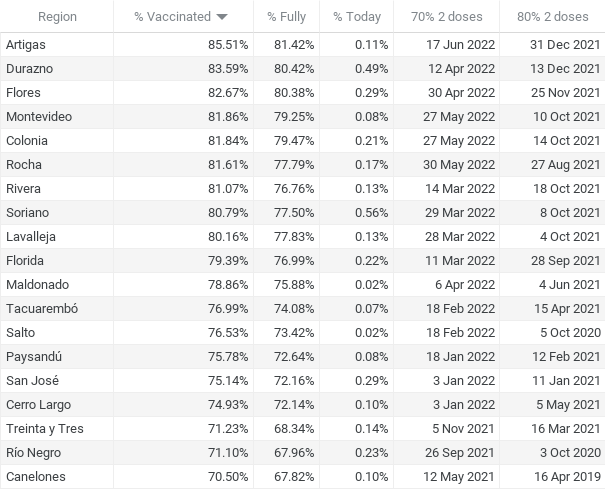 Region % Vaccinated % Fully % Today 70% 2 doses 80% 2 doses
Artigas 85.51% 81.42% 0.11% 17 Jun 2022 31 Dec 2021
Durazno 83.59% 80.42% 0.49% 12 Apr 2022 13 Dec 2021
Flores 82.67% 80.38% 0.29% 30 Apr 2022 25 Nov 2021
Montevideo 81.86% 79.25% 0.08% 27 May 2022 10 Oct 2021
Colonia 81.84% 79.47% 0.21% 27 May 2022 14 Oct 2021
Rocha 81.61% 77.79% 0.17% 30 May 2022 27 Aug 2021
Rivera 81.07% 76.76% 0.13% 14 Mar 2022 18 Oct 2021
Soriano 80.79% 77.50% 0.56% 29 Mar 2022 8 Oct 2021
Lavalleja 80.16% 77.83% 0.13% 28 Mar 2022 4 Oct 2021
Florida 79.39% 76.99% 0.22% 11 Mar 2022 28 Sep 2021
Maldonado 78.86% 75.88% 0.02% 6 Apr 2022 4 Jun 2021
Tacuarembó 76.99% 74.08% 0.07% 18 Feb 2022 15 Apr 2021
Salto 76.53% 73.42% 0.02% 18 Feb 2022 5 Oct 2020
Paysandú 75.78% 72.64% 0.08% 18 Jan 2022 12 Feb 2021
San José 75.14% 72.16% 0.29% 3 Jan 2022 11 Jan 2021
Cerro Largo 74.93% 72.14% 0.10% 3 Jan 2022 5 May 2021
Treinta y Tres 71.23% 68.34% 0.14% 5 Nov 2021 16 Mar 2021
Río Negro 71.10% 67.96% 0.23% 26 Sep 2021 3 Oct 2020
Canelones 70.50% 67.82% 0.10% 12 May 2021 16 Apr 2019